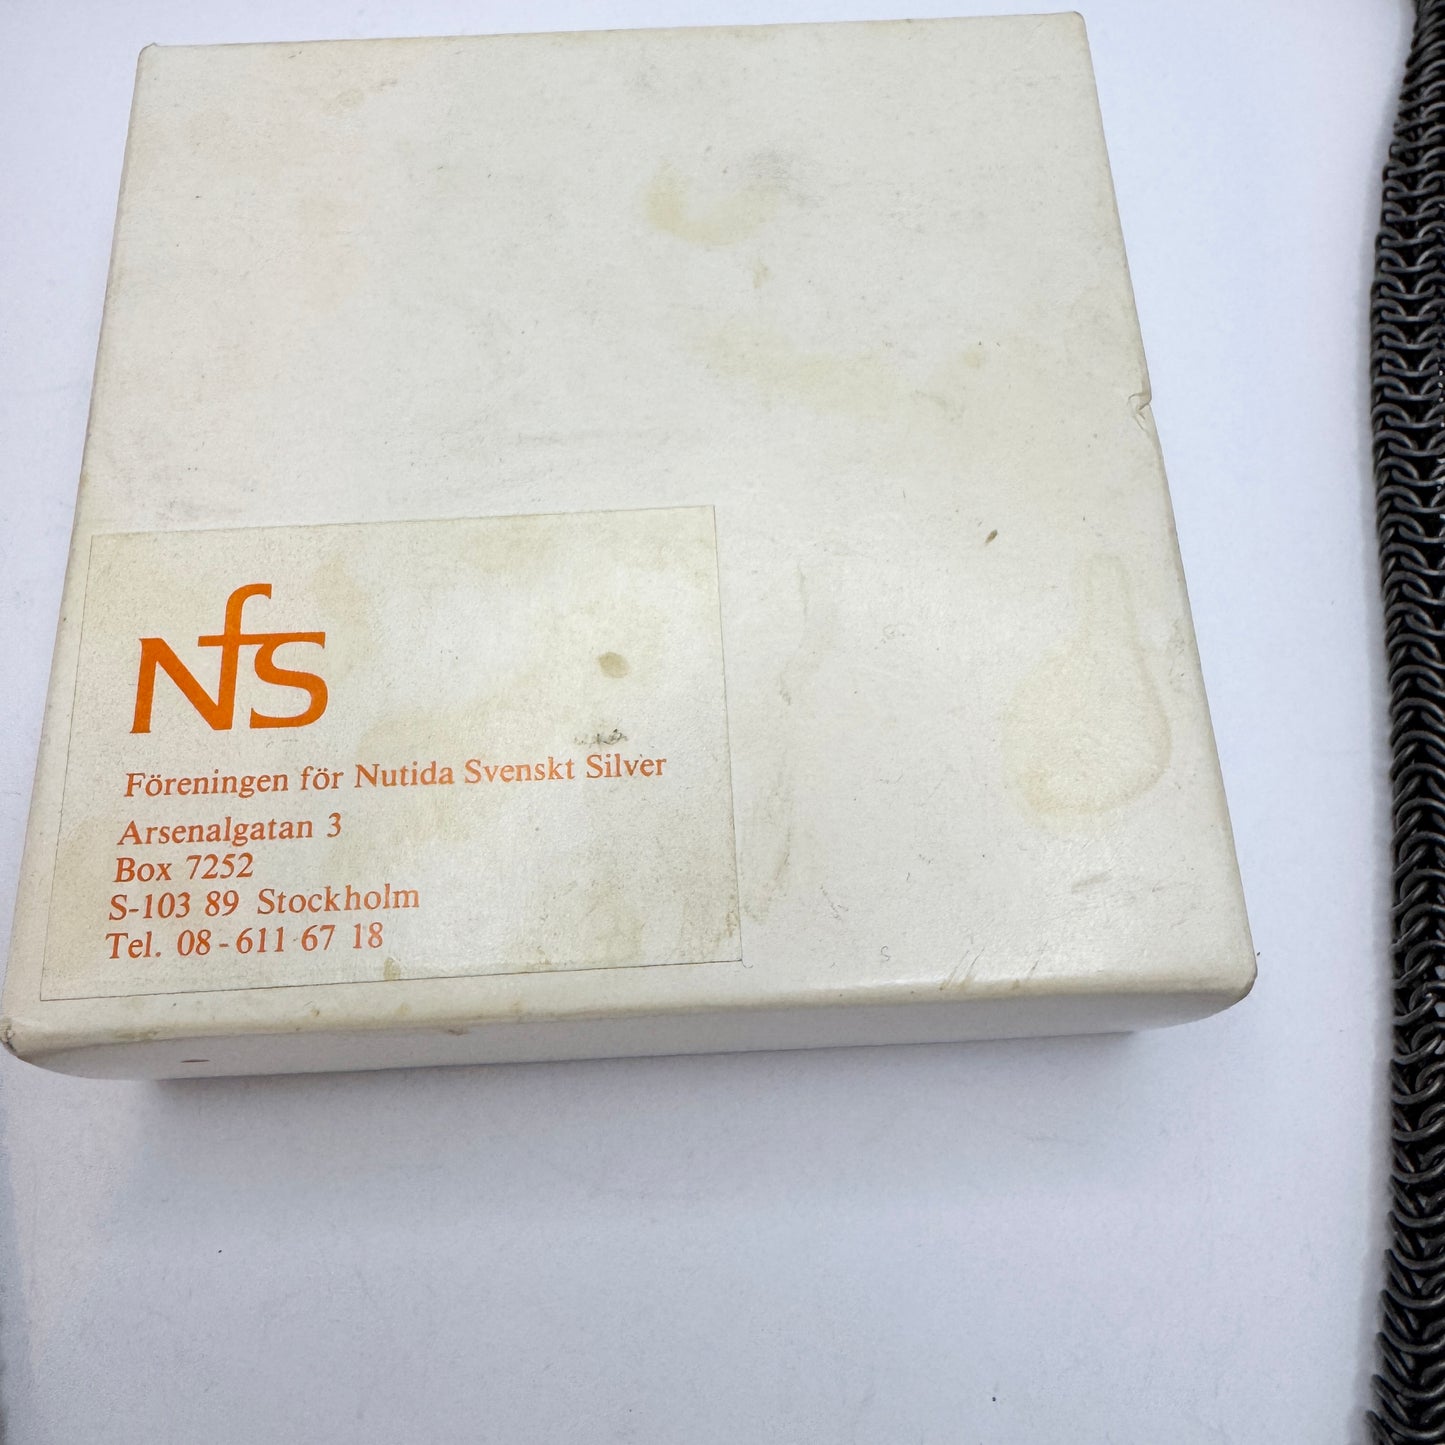 Nfs
Föreningen för Nutida Svenskt Silver
Arsenalgatan 3
Box 7252
S-103 89 Stockholm
Tel. 08-611 67 18